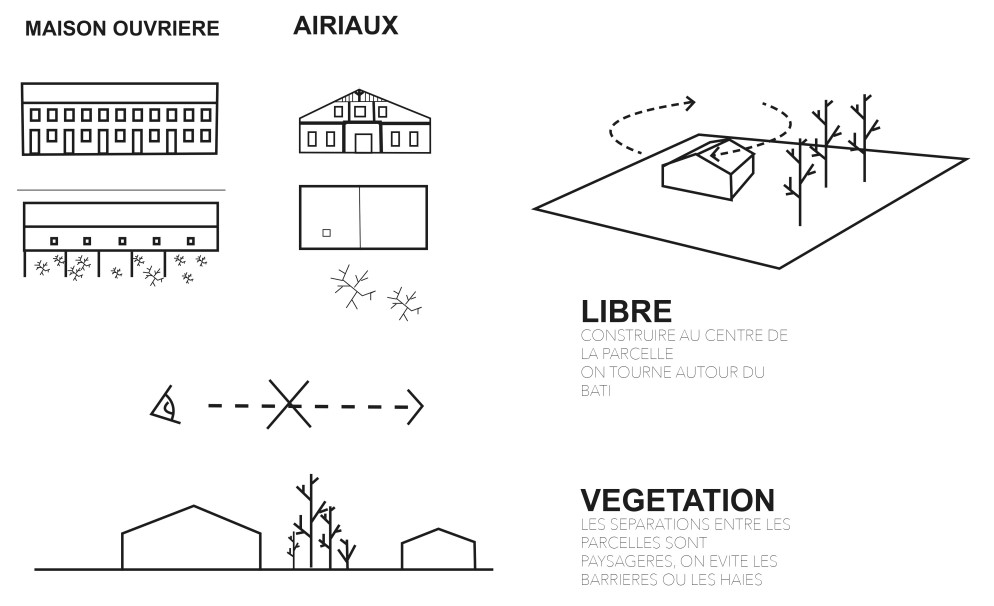 MAISON OUVRIERE
AIRIAUX
LIBRE
CONSTRUIRE AU CENTRE DE
LA PARCELLE
ON TOURNE AUTOUR DU
BATI
VEGETATION
LES SEPARATIONS ENTRE LES
PARCELLES SONT
PAYSAGERES, ON EVITE LES
BARRIERES OU LES HAIES